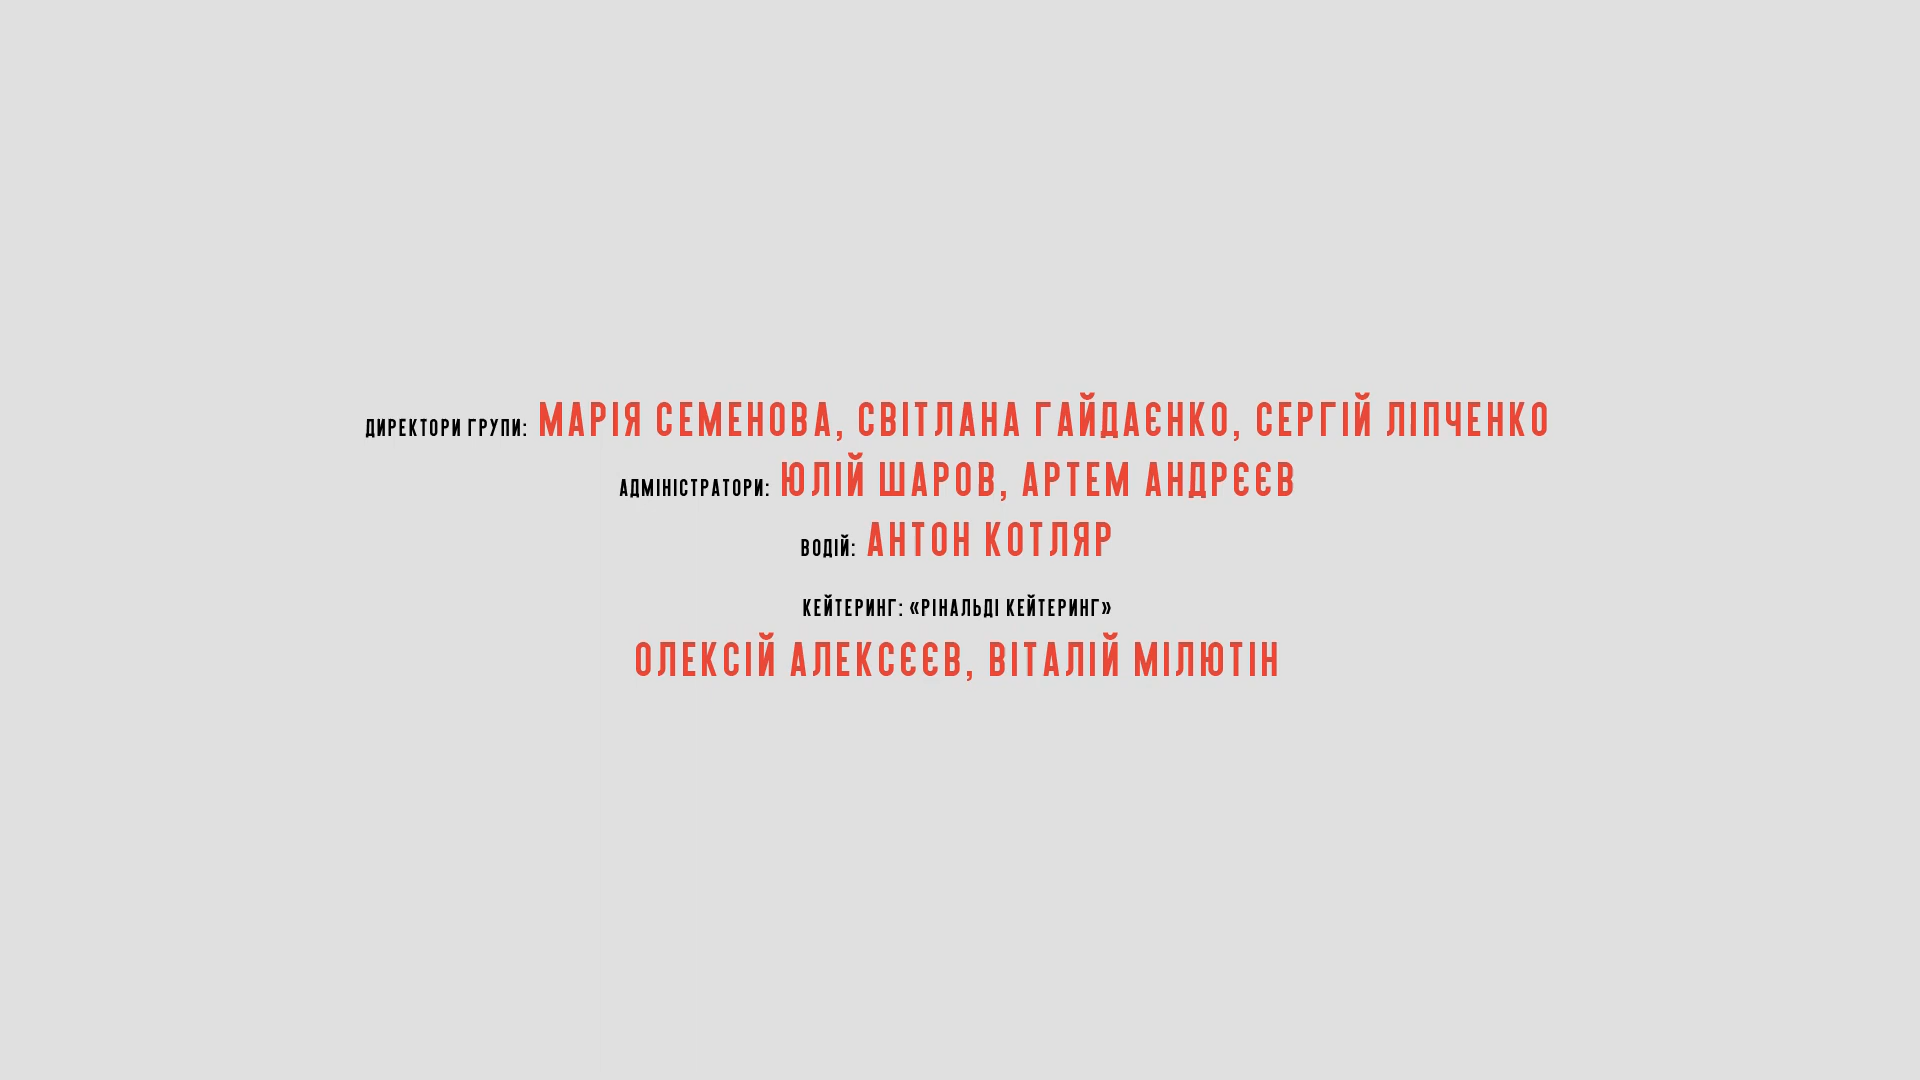 ДИРЕКТОРИ ГРУПИ: МАРІЯ СЕМЕНОВА, СВІТЛАНА ГАЙДАЄНКО, СЕРГІЙ ЛІПЧЕНКО
АДМІНІСТРАТОРИ: ЮЛІЙ ШАРОВ, АРТЕМ АНДРЄЄВ
ВОДІЙ: АНТОН КОТЛЯР
КЕЙТЕРИНГ: «РІНАЛЬДІ КЕЙТЕРИНГ»
ОЛЕКСІЙ АЛЕКСЄЄВ, ВІТАЛІЙ МІЛЮТІН